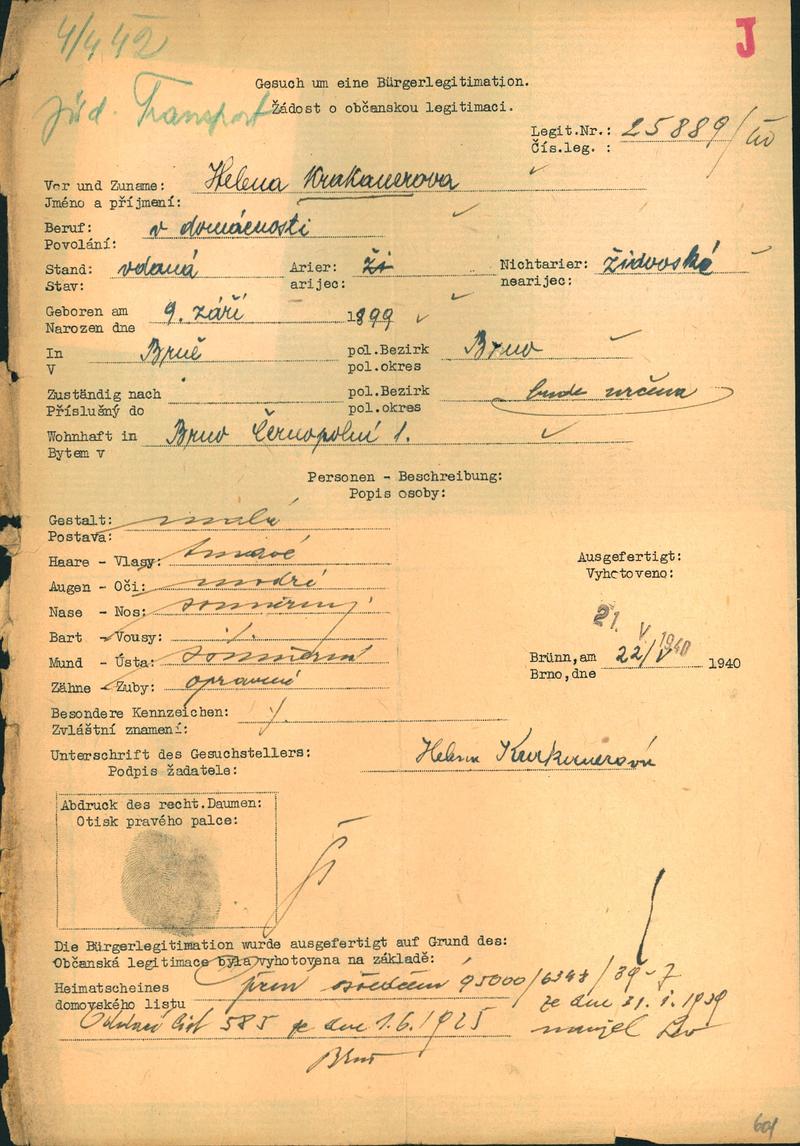 4/4 42
J
Jüd. Transport
Gesuch um eine Bürgerlegitimation.
Žádost o občanskou legitimaci.
Legit.Nr.: 25889/
Čís.leg. :
Vor und Zuname: Helena Krakauerova
Jméno a příjmení:
Beruf: v domácnosti
Povolání:
Stand: vdaná Arier: ži Nichtarier: židovské
Stav: arijec: nearijec:
Geboren am 9. září 1899
Narozen dne
In Brně pol.Bezirk Brno
V pol.okres
Zuständig nach pol.Bezirk bude určena
Příslušný do pol.okres
Wohnhaft in Brno Černopolní 1.
Bytem v
Personen - Beschreibung:
Popis osoby:
Gestalt: malá
Postava:
Haare - Vlasy: tmavé
Augen - Oči: modré
Nase - Nos: souměrný
Bart - Vousy: ./.
Mund - Ústa: souměrná
Zähne - Zuby: opravené
Ausgefertigt:
Vyhotoveno:
21. V 1940
Brünn,am 22/V 1940
Brno,dne
Besondere Kennzeichen: ./.
Zvláštní znamení:
Unterschrift des Gesuchstellers: Helena Krakauerová
Podpis žadatele:
Abdruck des recht.Daumen:
Otisk pravého palce:
Die Bürgerlegitimation wurde ausgefertigt auf Grund des:
Občanská legitimace byla vyhotovena na základě:
Heimatscheines 95000/6348/39-7
domovského listu ze dne 21. 1. 1939
Oddací list 585 ze dne 1.6.1925 manžel Leo
Brno